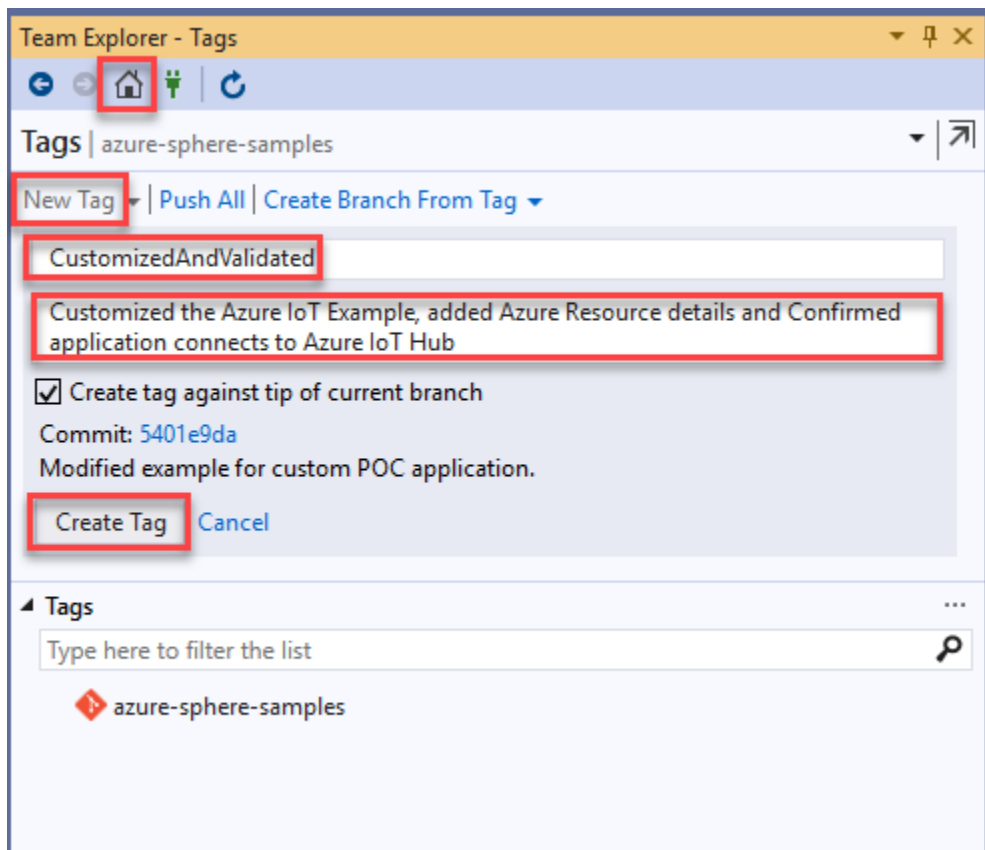 Team Explorer - Tags
Tags | azure-sphere-samples
New Tag | Push All | Create Branch From Tag
CustomizedAndValidated
Customized the Azure IoT Example, added Azure Resource details and Confirmed
application connects to Azure IoT Hub
Create tag against tip of current branch
Commit: 5401e9da
Modified example for custom POC application.
Create Tag Cancel
Tags ...
Type here to filter the list
azure-sphere-samples